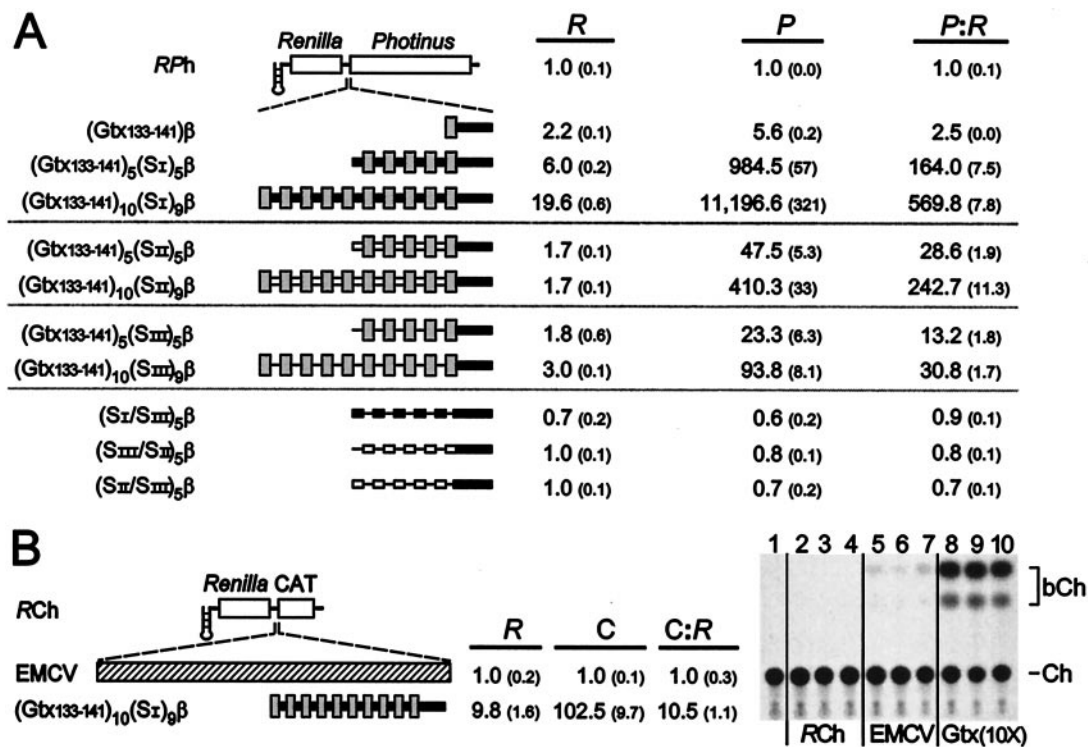 A
R P P:R
Renilla Photinus
RPh 1.0 (0.1) 1.0 (0.0) 1.0 (0.1)
(Gtx133-141)β 2.2 (0.1) 5.6 (0.2) 2.5 (0.0)
(Gtx133-141)5(SI)5β 6.0 (0.2) 984.5 (57) 164.0 (7.5)
(Gtx133-141)10(SI)9β 19.6 (0.6) 11,196.6 (321) 569.8 (7.8)
(Gtx133-141)5(SII)5β 1.7 (0.1) 47.5 (5.3) 28.6 (1.9)
(Gtx133-141)10(SII)9β 1.7 (0.1) 410.3 (33) 242.7 (11.3)
(Gtx133-141)5(SIII)5β 1.8 (0.6) 23.3 (6.3) 13.2 (1.8)
(Gtx133-141)10(SIII)9β 3.0 (0.1) 93.8 (8.1) 30.8 (1.7)
(SI/SIII)5β 0.7 (0.2) 0.6 (0.2) 0.9 (0.1)
(SIII/SII)5β 1.0 (0.1) 0.8 (0.1) 0.8 (0.1)
(SII/SIII)5β 1.0 (0.1) 0.7 (0.2) 0.7 (0.1)
B
Renilla CAT
RCh
R C C:R
EMCV 1.0 (0.2) 1.0 (0.1) 1.0 (0.3)
(Gtx133-141)10(SI)9β 9.8 (1.6) 102.5 (9.7) 10.5 (1.1)
1 2 3 4 5 6 7 8 9 10
bCh
Ch
RCh EMCV Gtx(10X)